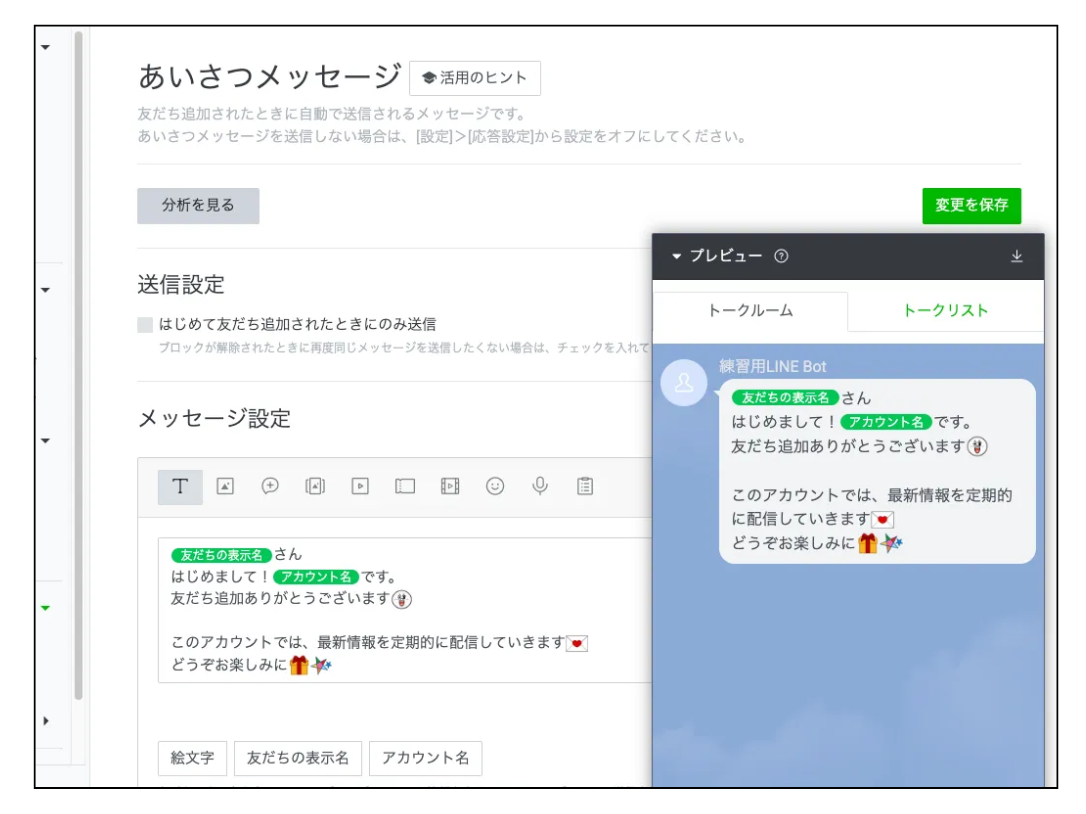 あいさつメッセージ
活用のヒント
友だち追加されたときに自動で送信されるメッセージです。
あいさつメッセージを送信しない場合は、[設定]>[応答設定]から設定をオフにしてください。
分析を見る
変更を保存
送信設定
はじめて友だち追加されたときにのみ送信
ブロックが解除されたときに再度同じメッセージを送信したくない場合は、チェックを入れて
メッセージ設定
T
友だちの表示名 さん
はじめまして！ アカウント名 です。
友だち追加ありがとうございます
このアカウントでは、最新情報を定期的に配信していきます
どうぞお楽しみに
絵文字
友だちの表示名
アカウント名
プレビュー
トークルーム
トークリスト
練習用LINE Bot
友だちの表示名 さん
はじめまして！ アカウント名 です。
友だち追加ありがとうございます
このアカウントでは、最新情報を定期的
に配信していきます
どうぞお楽しみに